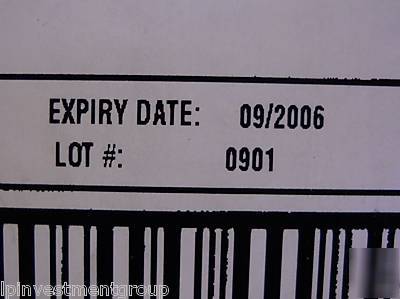 EXPIRY DATE: 09/2006
LOT #: 0901
lpinvestmentgroup